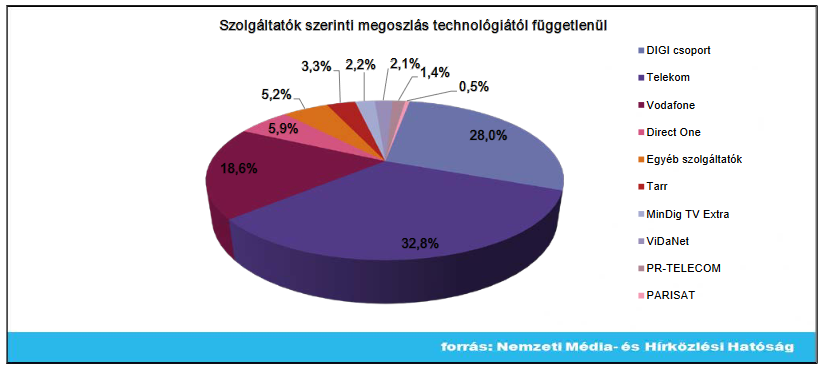 Szolgáltatók szerinti megoszlás technológiától függetlenül
DIGI csoport
Telekom
Vodafone
Direct One
Egyéb szolgáltatók
Tarr
MinDig TV Extra
ViDaNet
PR-TELECOM
PARISAT
28,0%
32,8%
18,6%
5,9%
5,2%
3,3%
2,2%
2,1%
1,4%
0,5%
forrás: Nemzeti Média- és Hírközlési Hatóság